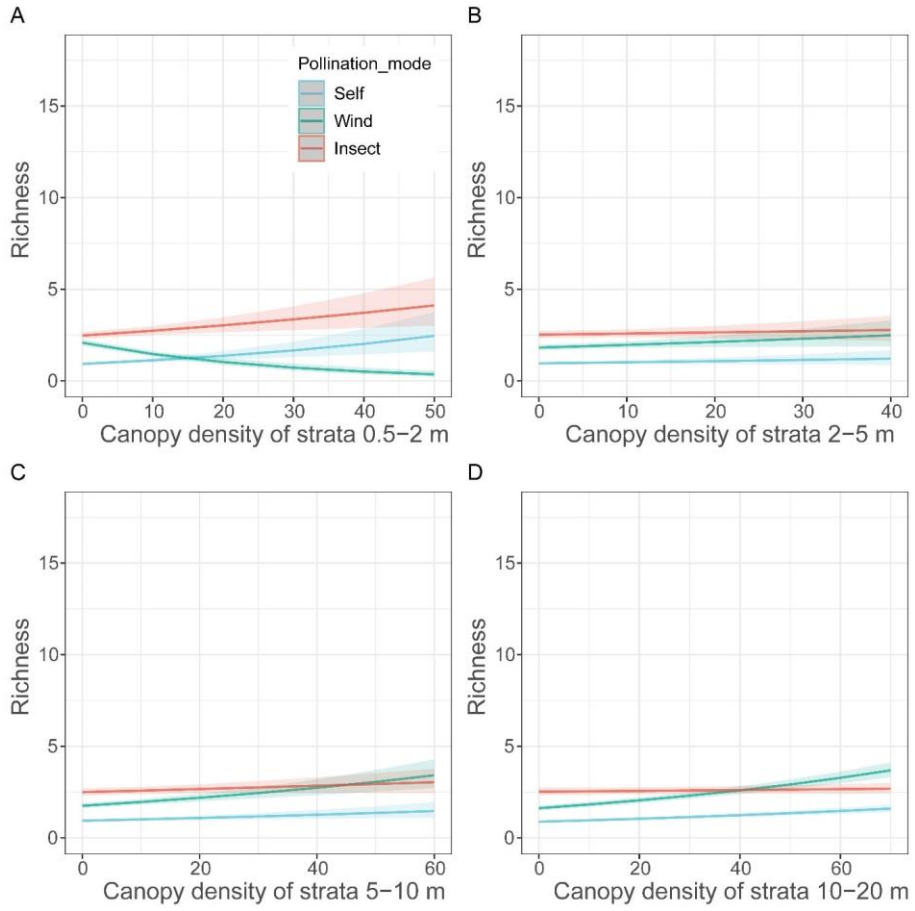 A
B
Pollination_mode
Self
Wind
Insect
15
10
5
0
Richness
0 10 20 30 40 50
Canopy density of strata 0.5−2 m
15
10
5
0
Richness
0 10 20 30 40
Canopy density of strata 2−5 m
C
D
15
10
5
0
Richness
0 20 40 60
Canopy density of strata 5−10 m
15
10
5
0
Richness
0 20 40 60
Canopy density of strata 10−20 m